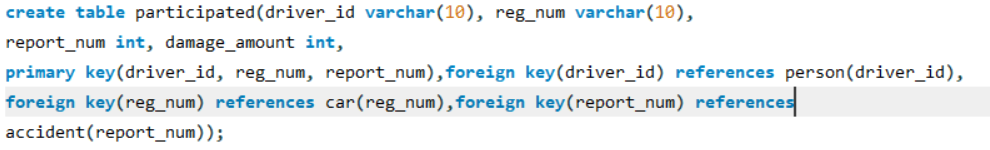 create table participated(driver_id varchar(10), reg_num varchar(10),
report_num int, damage_amount int,
primary key(driver_id, reg_num, report_num),foreign key(driver_id) references person(driver_id),
foreign key(reg_num) references car(reg_num),foreign key(report_num) references
accident(report_num));